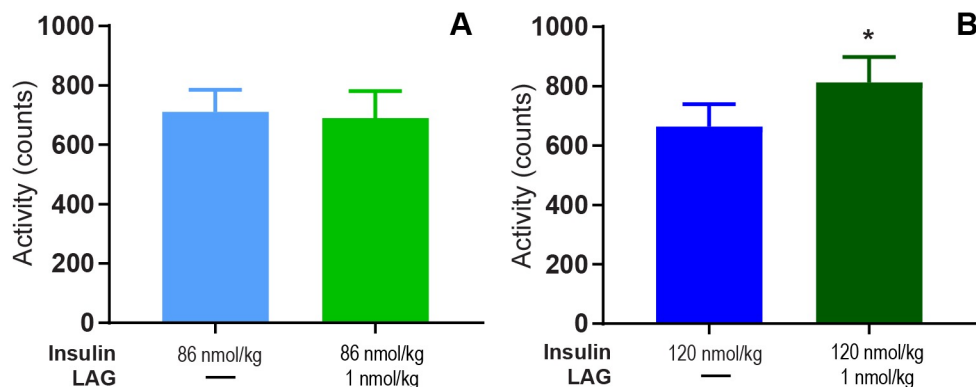 A
1000
800
600
400
200
0
Activity (counts)
Insulin 86 nmol/kg 86 nmol/kg
LAG — 1 nmol/kg
B
*
1000
800
600
400
200
0
Activity (counts)
Insulin 120 nmol/kg 120 nmol/kg
LAG — 1 nmol/kg